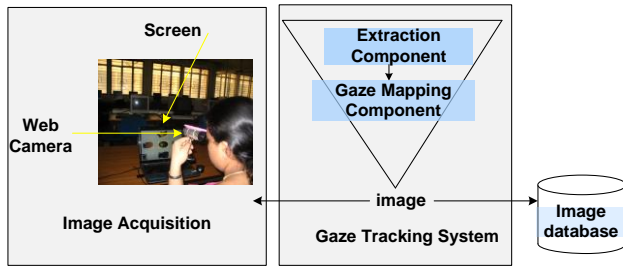 Screen
Web
Camera
Image Acquisition
Extraction
Component
Gaze Mapping
Component
image
Gaze Tracking System
Image
database